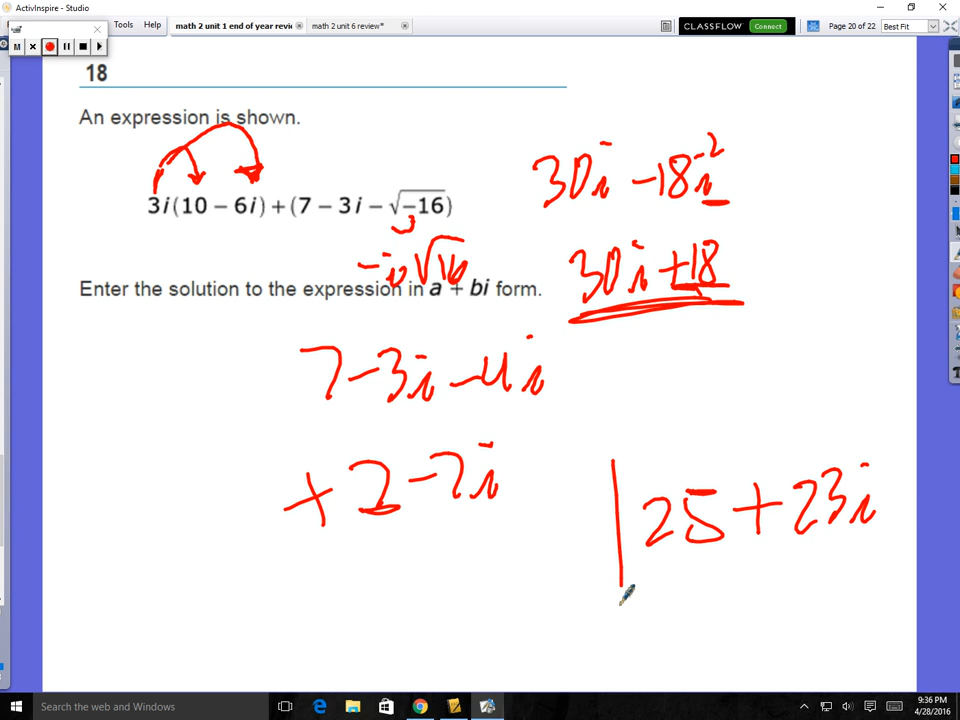 ActivInspire - Studio
Tools Help math 2 unit 1 end of year revie math 2 unit 6 review* CLASSFLOW Connect Page 20 of 22 Best Fit
M
18
An expression is shown.
3i(10 − 6i) + (7 − 3i − √−16)
30i − 18i²
−i√16
30i + 18
Enter the solution to the expression in a + bi form.
7 − 3i − 4i
+ 7 − 7i
25 + 23i
Search the web and Windows
9:36 PM
4/28/2016